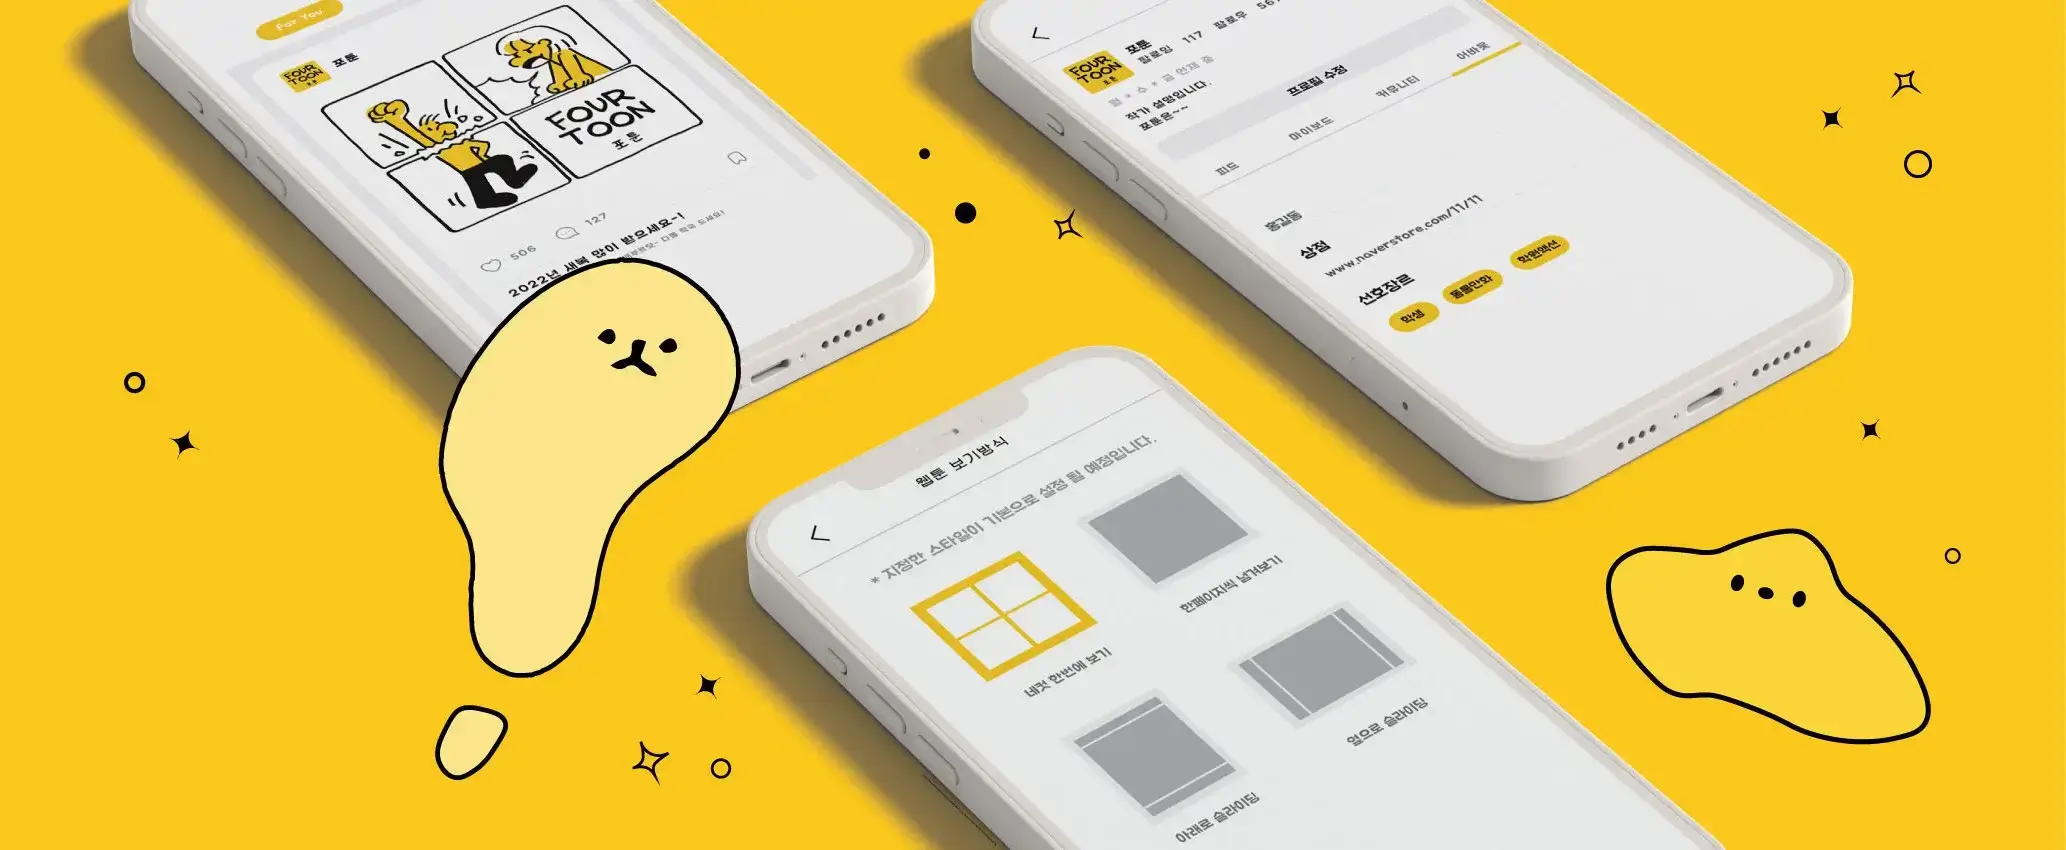 For You
FOUR
TOON
포 툰
포툰
FOUR
TOON
포 툰
506
127
2022년 새복 많이 받으세요~!
FOUR
TOON
포 툰
포툰
팔로잉 117 팔로우
월 * 수 * 금 연재 중
작가 설명입니다.
포툰은~~
프로필 수정
피드
마이보드
커뮤니티
어바웃
홍길동
상점
www.naverstore.com/11/11
선호장르
학생
동물만화
학원액션
웹툰 보기방식
* 지정한 스타일이 기본으로 설정 될 예정입니다.
네컷 한번에 보기
한페이지씩 넘겨보기
아래로 슬라이딩
옆으로 슬라이딩